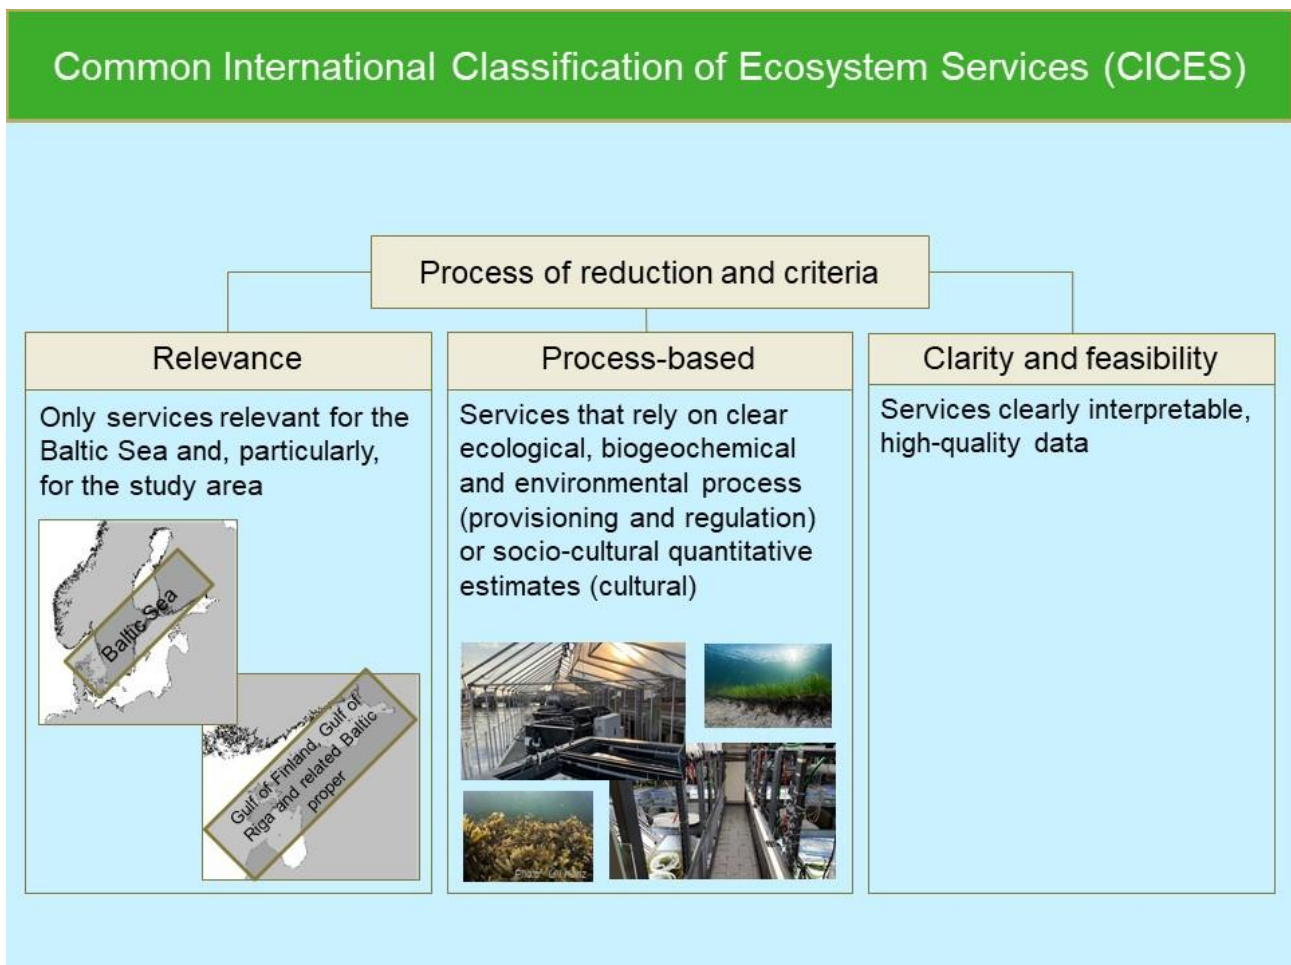 Common International Classification of Ecosystem Services (CICES)
Process of reduction and criteria
Relevance
Only services relevant for the
Baltic Sea and, particularly,
for the study area
Baltic Sea
Gulf of Finland, Gulf of
Riga and related Baltic
proper
Process-based
Services that rely on clear
ecological, biogeochemical
and environmental process
(provisioning and regulation)
or socio-cultural quantitative
estimates (cultural)
Photo:
Clarity and feasibility
Services clearly interpretable,
high-quality data